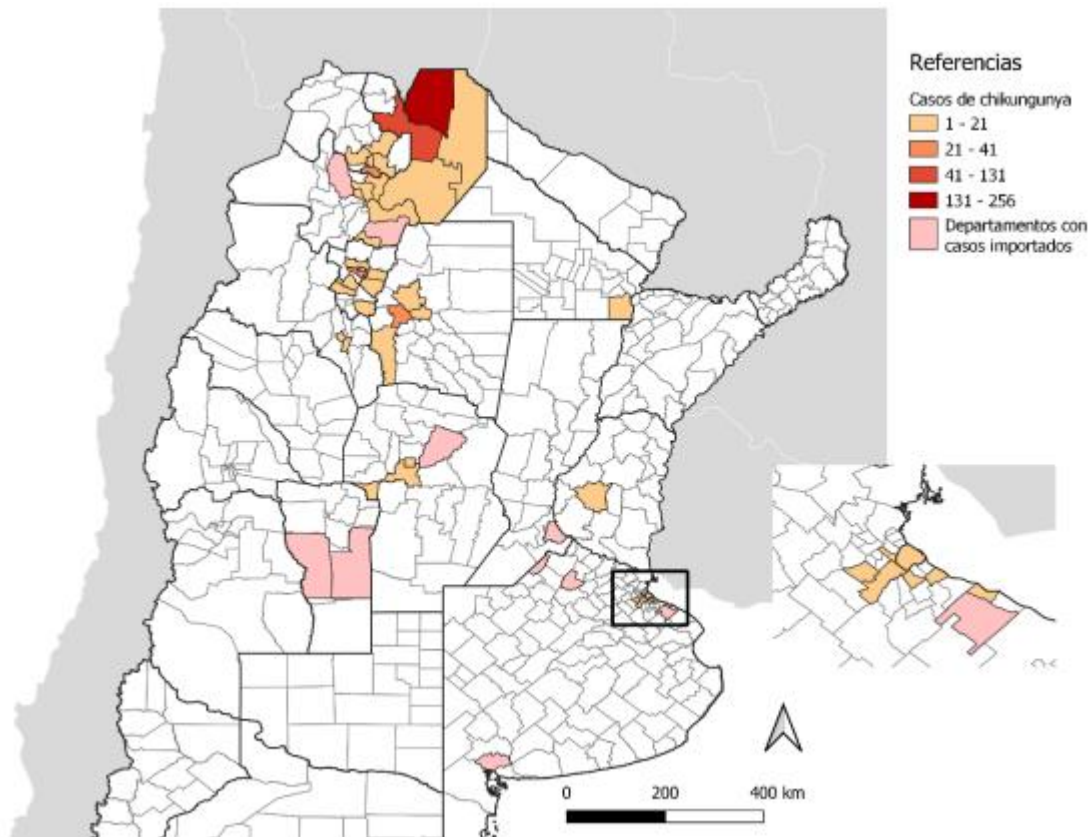 Referencias
Casos de chikungunya
1 - 21
21 - 41
41 - 131
131 - 256
Departamentos con
casos importados
0 200 400 km